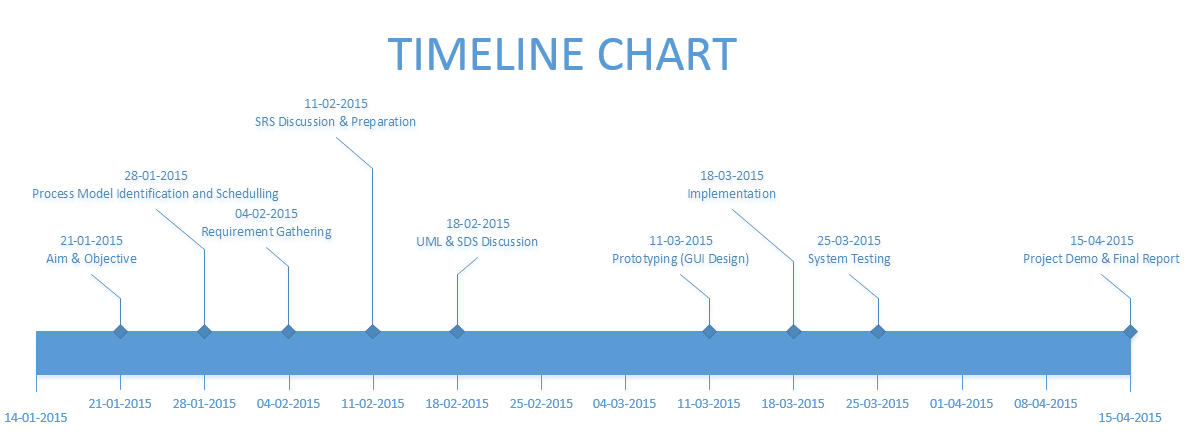 TIMELINE CHART
11-02-2015
SRS Discussion & Preparation
28-01-2015
Process Model Identification and Schedulling
18-03-2015
Implementation
04-02-2015
Requirement Gathering
18-02-2015
UML & SDS Discussion
21-01-2015
Aim & Objective
11-03-2015
Prototyping (GUI Design)
25-03-2015
System Testing
15-04-2015
Project Demo & Final Report
14-01-2015
21-01-2015
28-01-2015
04-02-2015
11-02-2015
18-02-2015
25-02-2015
04-03-2015
11-03-2015
18-03-2015
25-03-2015
01-04-2015
08-04-2015
15-04-2015